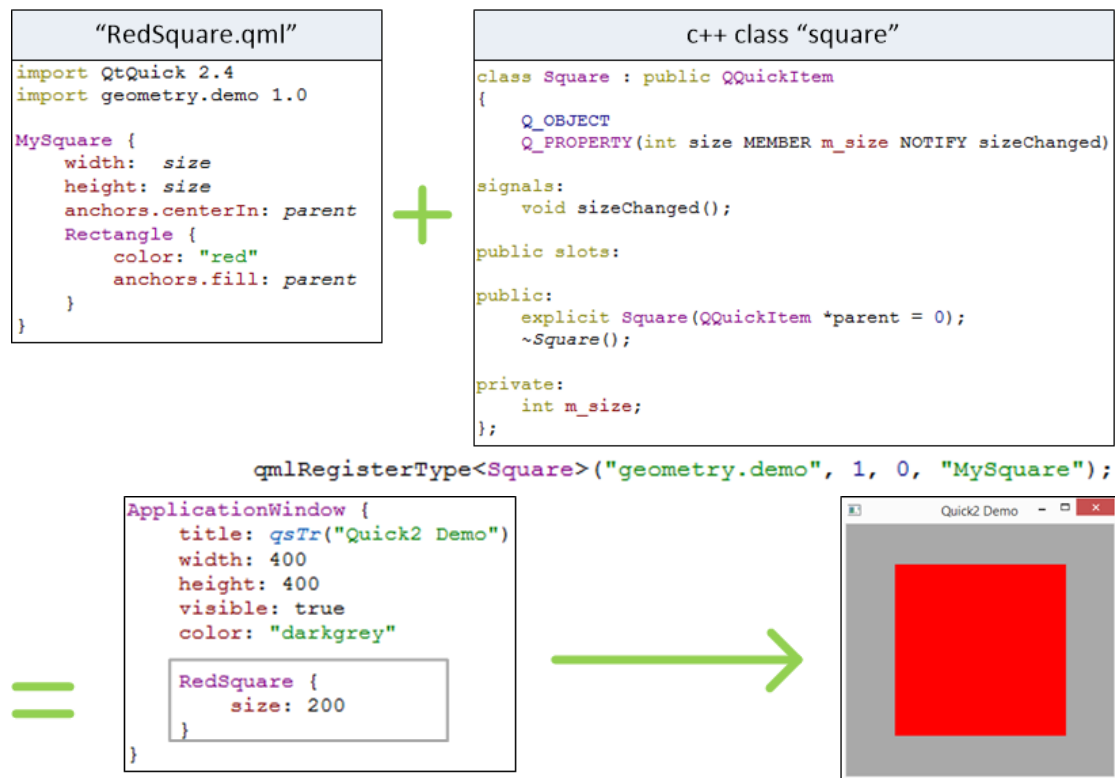 “RedSquare.qml”
import QtQuick 2.4
import geometry.demo 1.0
MySquare {
    width:  size
    height: size
    anchors.centerIn: parent
    Rectangle {
        color: "red"
        anchors.fill: parent
    }
}
+
c++ class “square”
class Square : public QQuickItem
{
    Q_OBJECT
    Q_PROPERTY(int size MEMBER m_size NOTIFY sizeChanged)
signals:
    void sizeChanged();
public slots:
public:
    explicit Square(QQuickItem *parent = 0);
    ~Square();
private:
    int m_size;
};
qmlRegisterType<Square>("geometry.demo", 1, 0, "MySquare");
=
ApplicationWindow {
    title: qsTr("Quick2 Demo")
    width: 400
    height: 400
    visible: true
    color: "darkgrey"
    RedSquare {
        size: 200
    }
}
Quick2 Demo